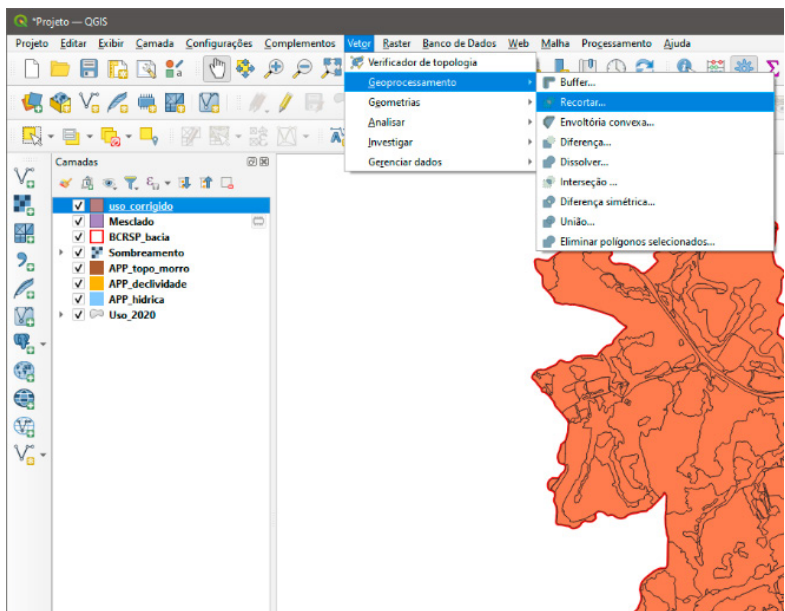 *Projeto — QGIS
Projeto Editar Exibir Camada Configurações Complementos Vetor Raster Banco de Dados Web Malha Processamento Ajuda
Verificador de topologia
Geoprocessamento
Geometrias
Analisar
Investigar
Gerenciar dados
Buffer...
Recortar...
Envoltória convexa...
Diferença...
Dissolver...
Interseção ...
Diferença simétrica...
União...
Eliminar polígonos selecionados...
Camadas
uso_corrigido
Mesclado
BCRSP_bacia
Sombreamento
APP_topo_morro
APP_declividade
APP_hidrica
Uso_2020